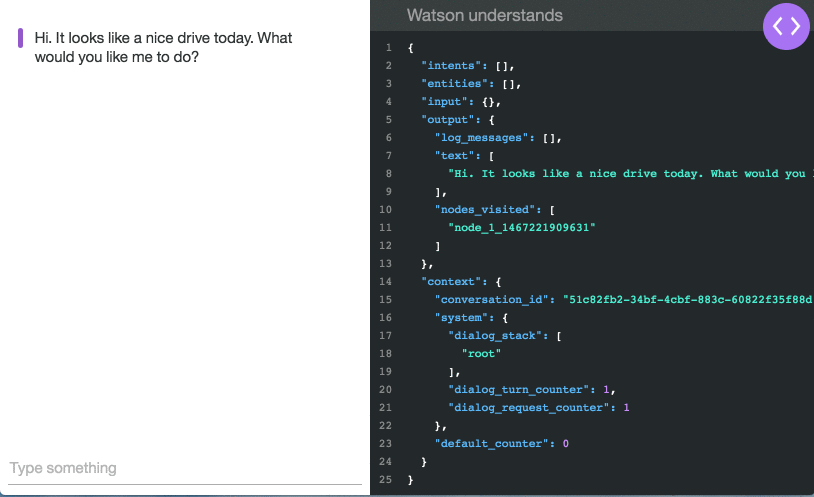 Hi. It looks like a nice drive today. What
would you like me to do?
Type something
Watson understands
1 {
2 "intents": [],
3 "entities": [],
4 "input": {},
5 "output": {
6 "log_messages": [],
7 "text": [
8 "Hi. It looks like a nice drive today. What would you
9 ],
10 "nodes_visited": [
11 "node_1_1467221909631"
12 ]
13 },
14 "context": {
15 "conversation_id": "51c82fb2-34bf-4cbf-883c-60822f35f88d
16 "system": {
17 "dialog_stack": [
18 "root"
19 ],
20 "dialog_turn_counter": 1,
21 "dialog_request_counter": 1
22 },
23 "default_counter": 0
24 }
25 }